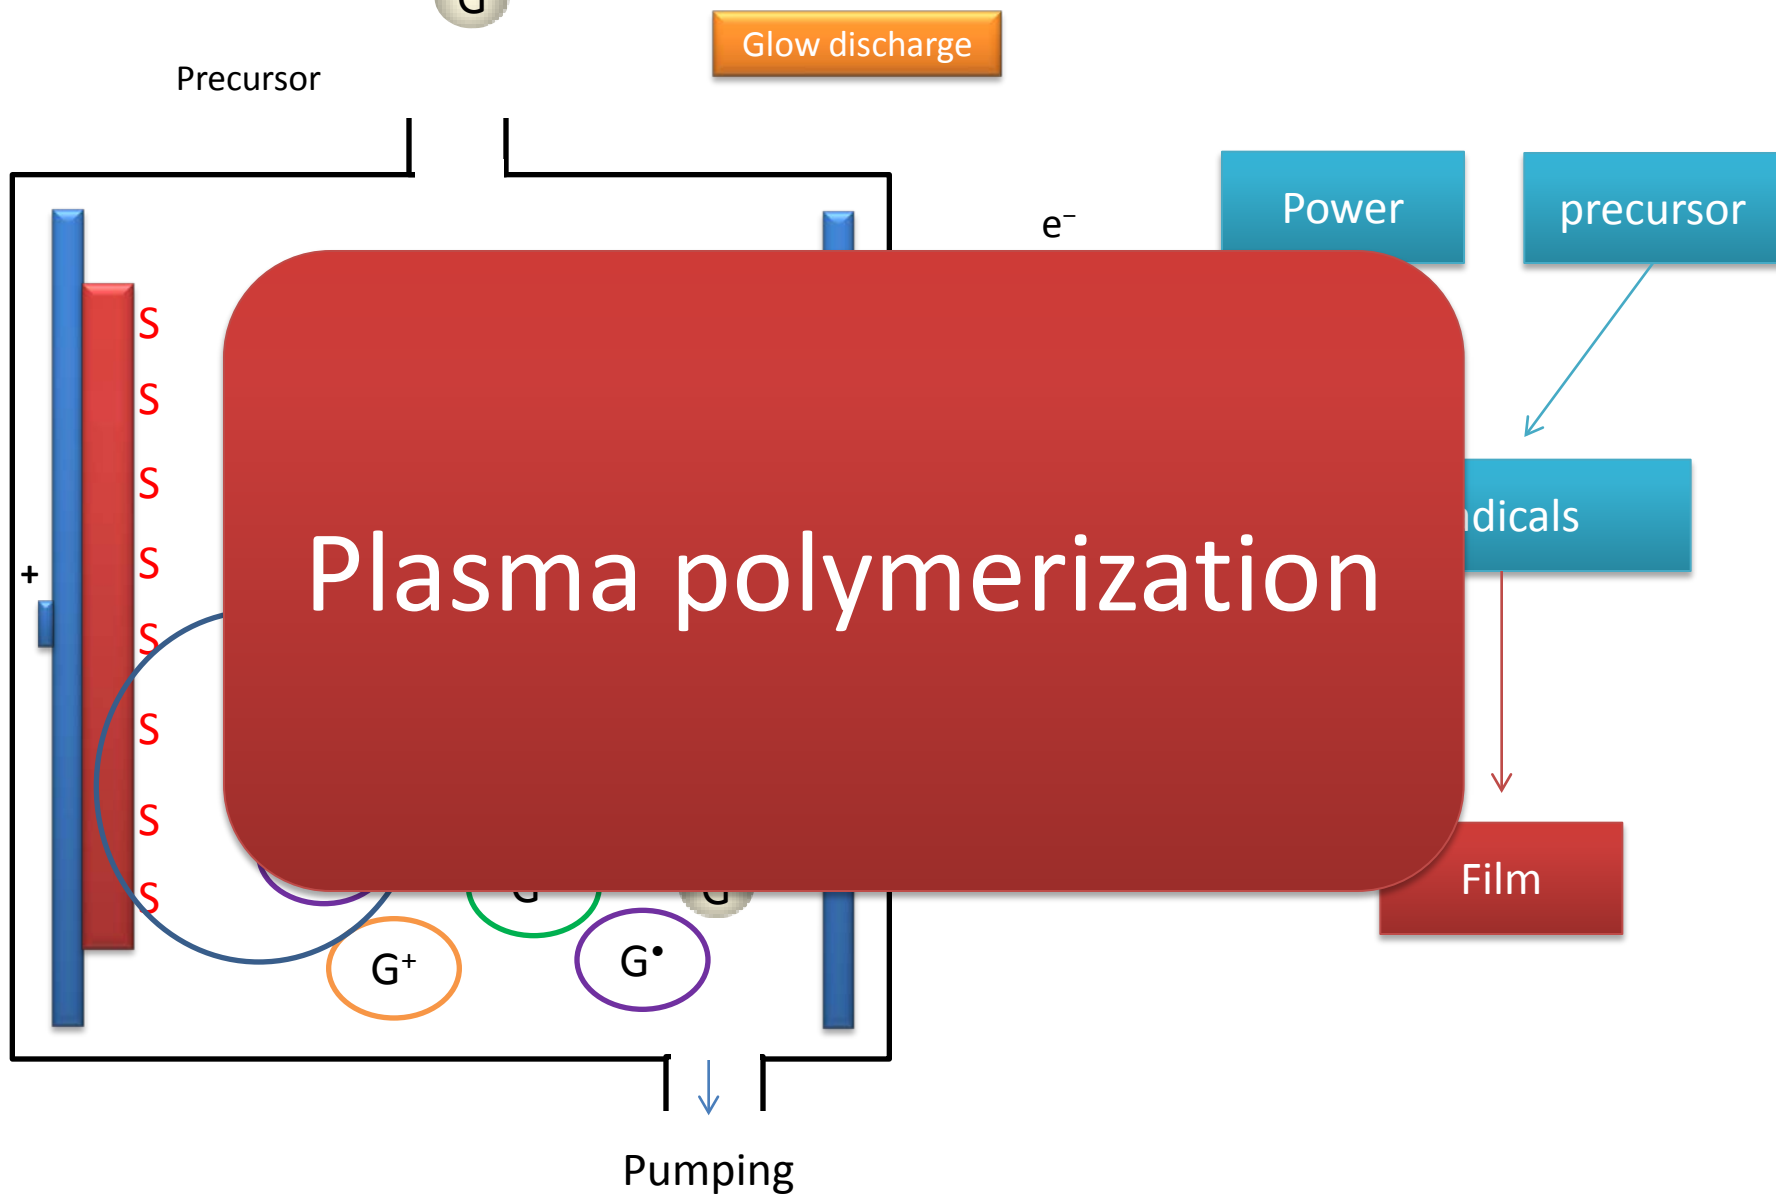 G
Glow discharge
Precursor
Power
precursor
e⁻
S
S
S
S
+
S
S
S
S
Plasma polymerization
dicals
Film
G
G
G⁺
G•
Pumping